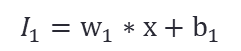 I₁ = w₁ * x + b₁